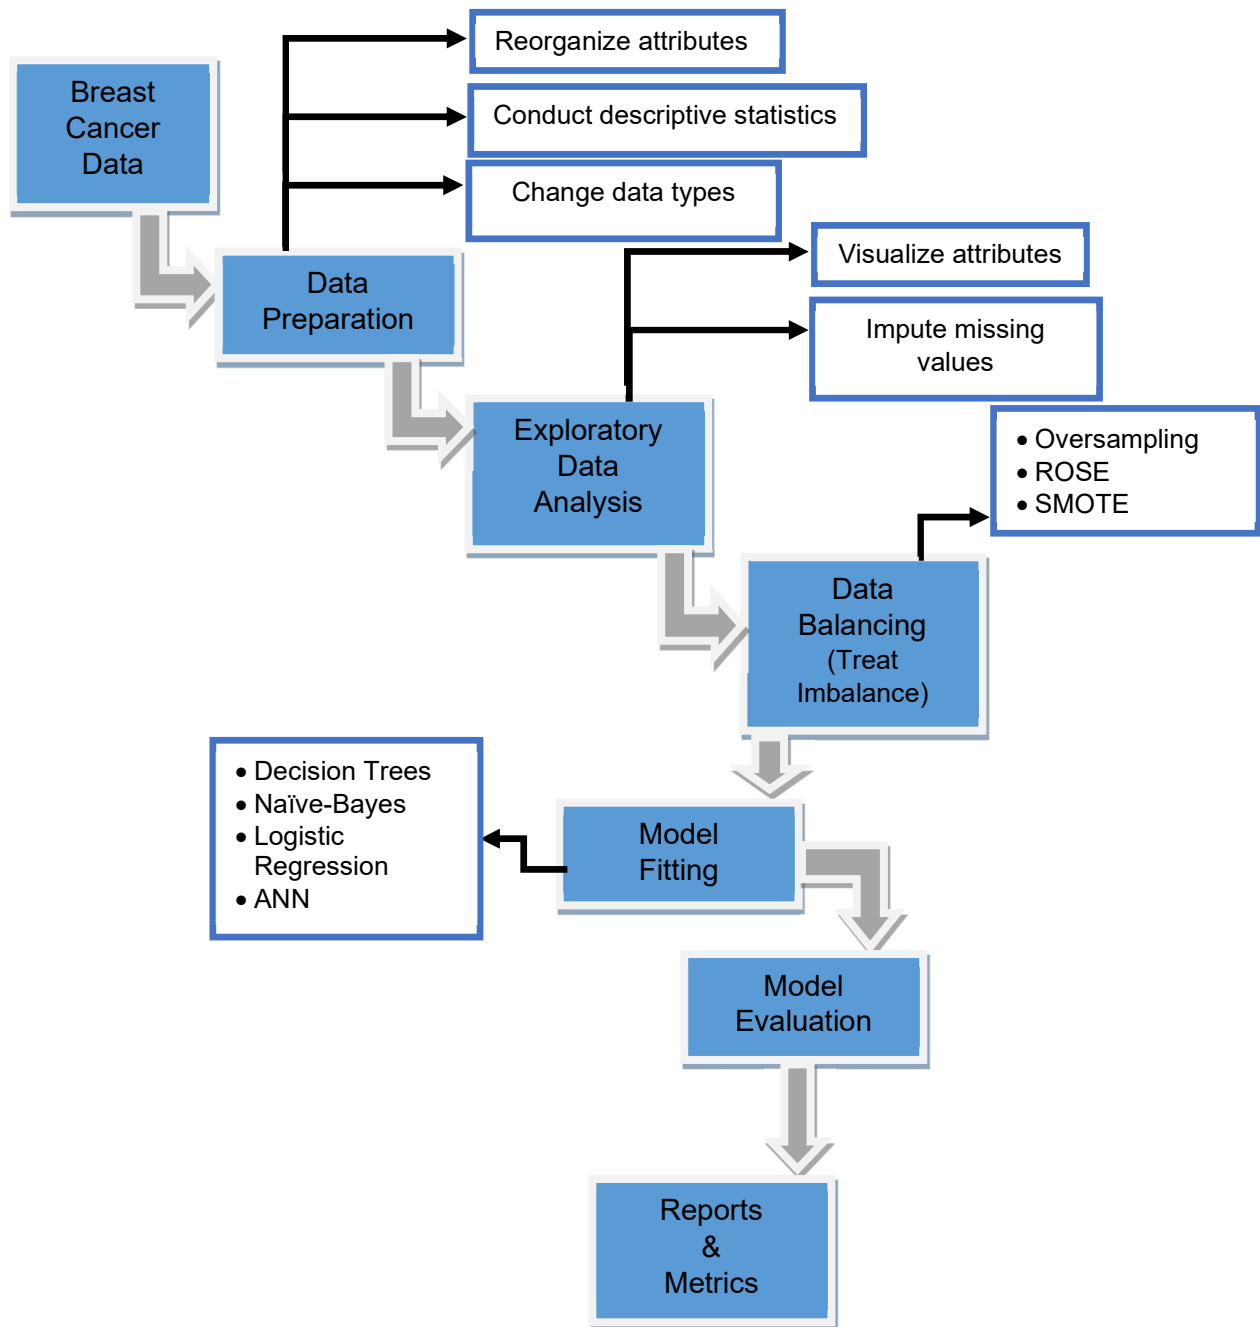 Reorganize attributes
Breast
Cancer
Data
Conduct descriptive statistics
Change data types
Visualize attributes
Data
Preparation
Impute missing
values
Exploratory
Data
Analysis
• Oversampling
• ROSE
• SMOTE
Data
Balancing
(Treat
Imbalance)
• Decision Trees
• Naïve-Bayes
• Logistic
Regression
• ANN
Model
Fitting
Model
Evaluation
Reports
&
Metrics